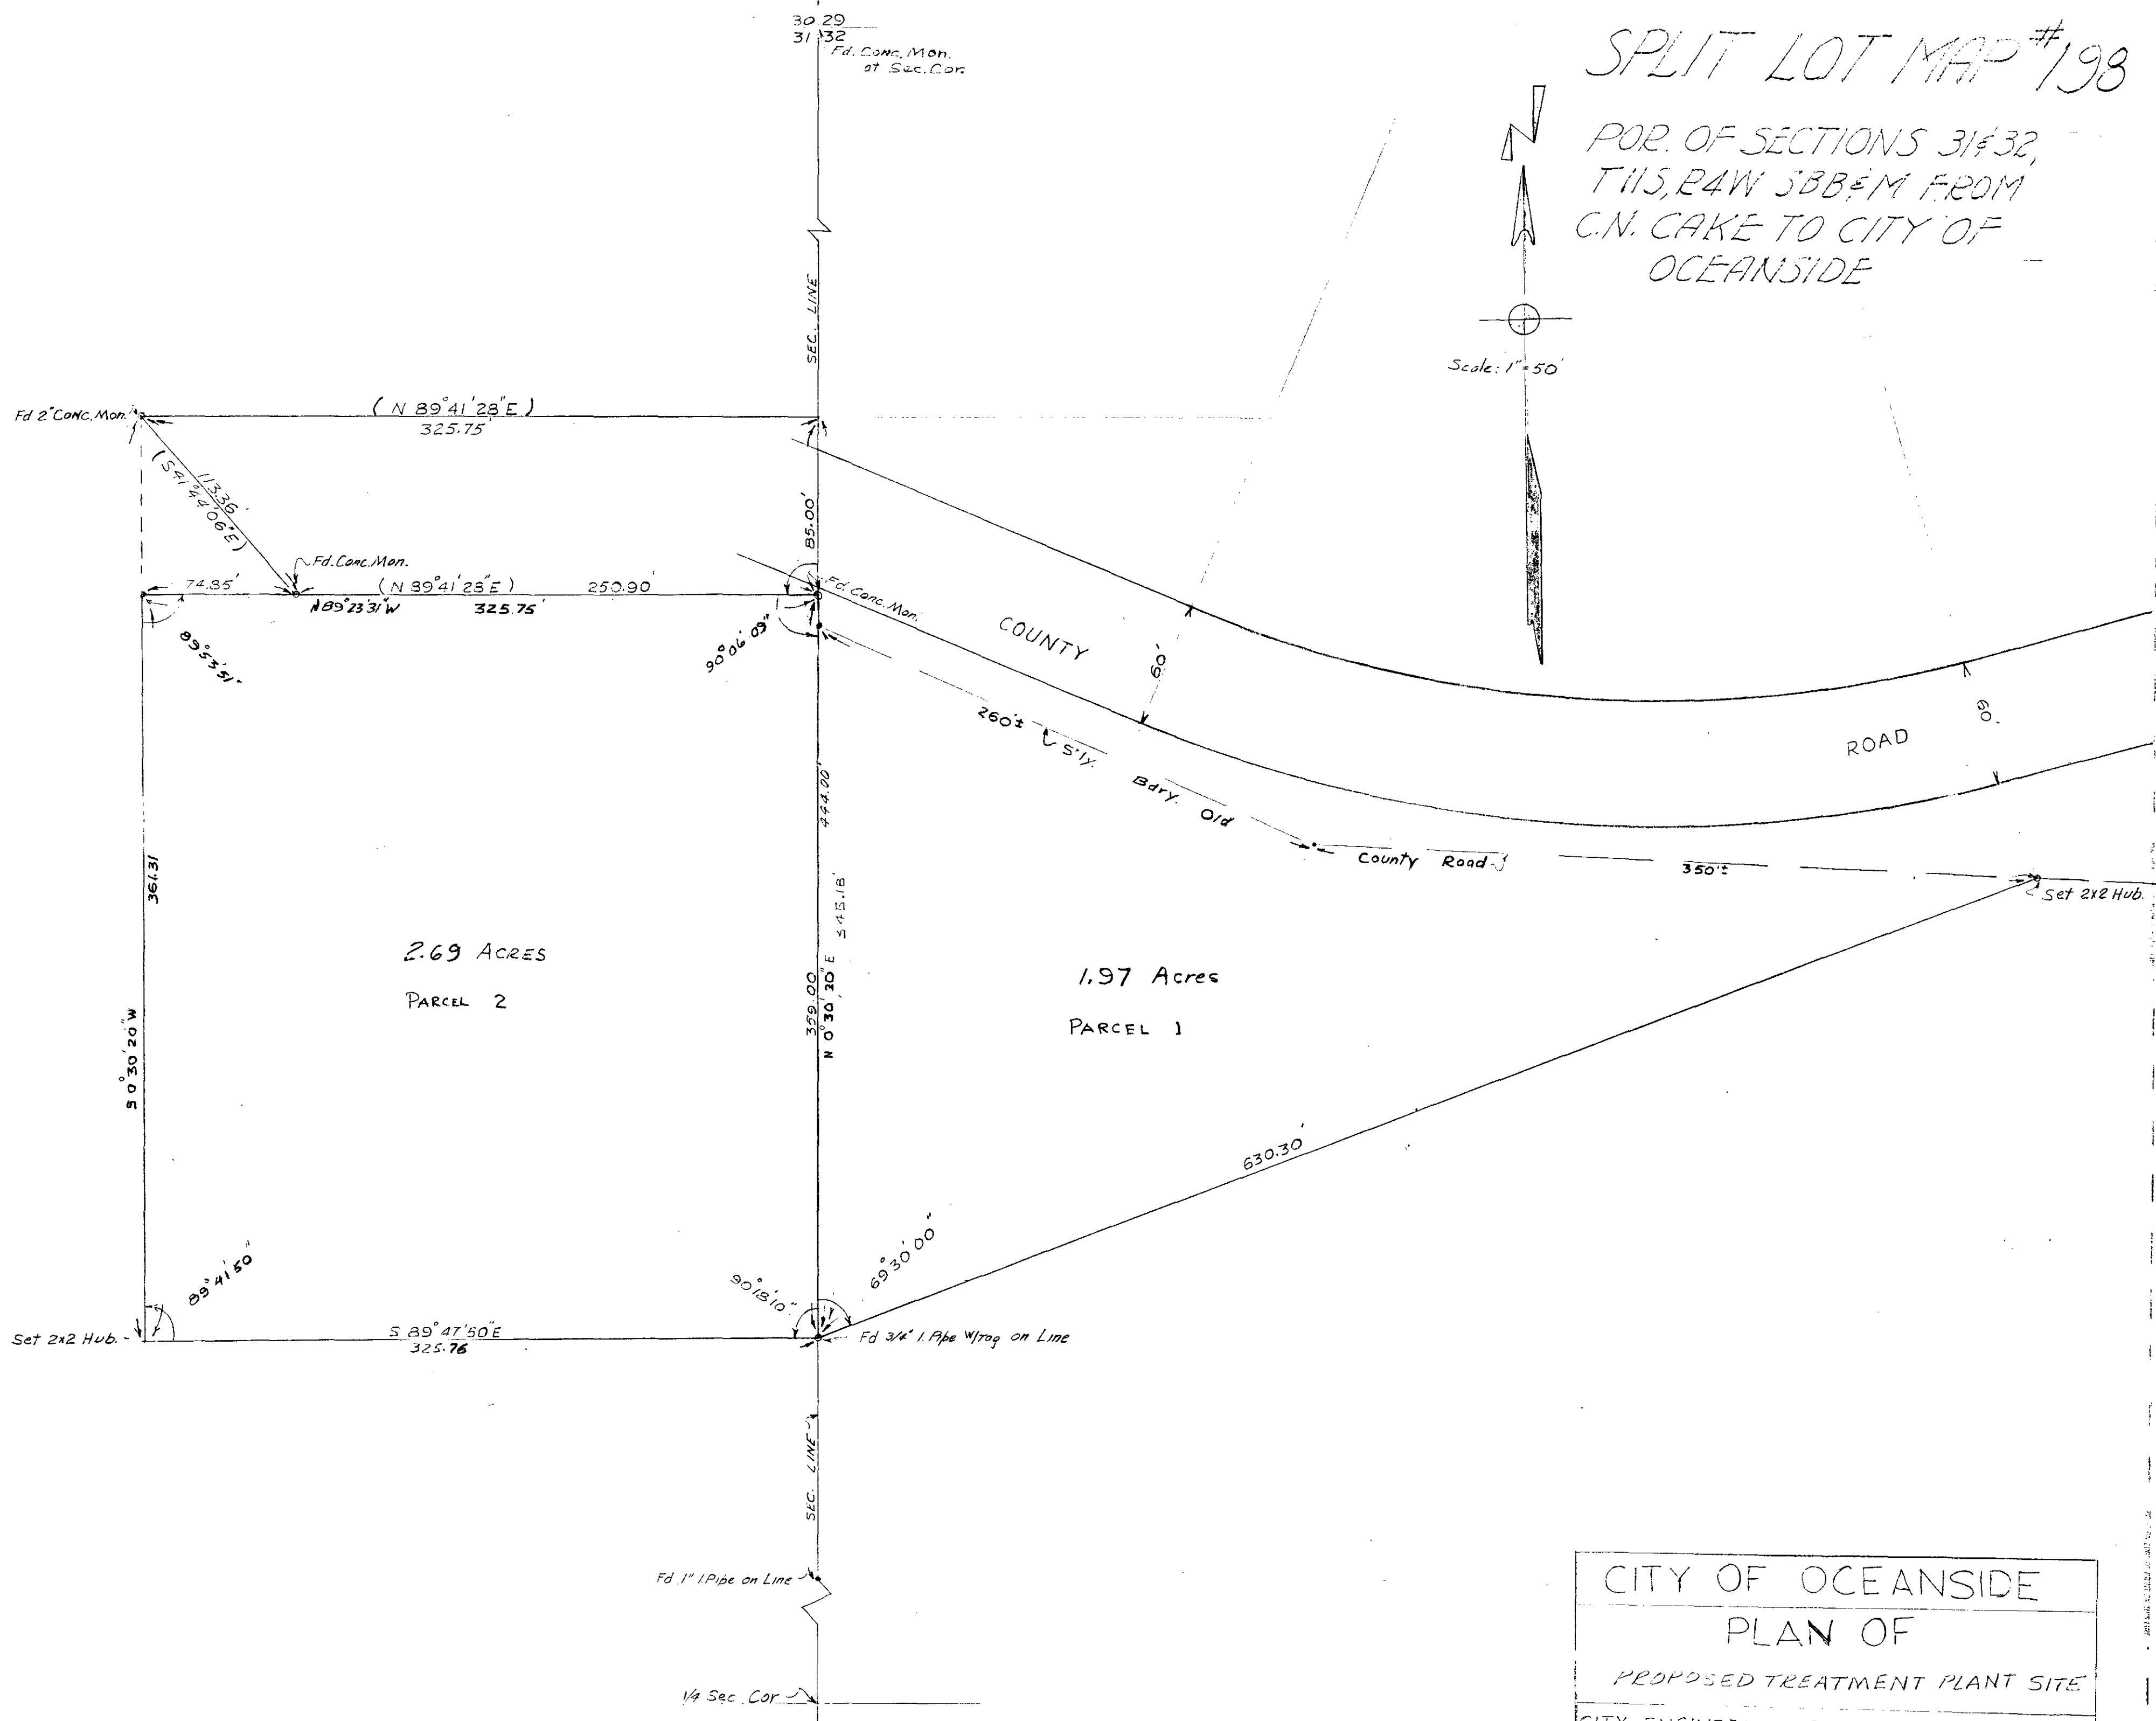 30 29
31 32
Fd. Conc. Mon.
at Sec. Cor.
SPLIT LOT MAP #198
POR. OF SECTIONS 31&32,
T11S, R4W SBB&M FROM
C.N. CAKE TO CITY OF
OCEANSIDE
Scale: 1"=50'
SEC. LINE
Fd 2" Conc. Mon.
(N 89°41'28"E)
325.75'
113.36'
(S41°44'06"E)
85.00'
Fd. Conc. Mon.
74.85'
(N 89°41'28"E)
250.90'
N89°23'31"W
325.75'
Fd. Conc. Mon.
89°53'51"
90°06'09"
COUNTY
60'
ROAD
60'
260'±
S'ly.
Bdry.
Old
County Road
350'±
Set 2x2 Hub.
444.00'
361.31
545.18'
2.69 ACRES
PARCEL 2
359.00
N 0°30'20"E
1.97 Acres
PARCEL 1
S 0°30'20"W
630.30'
89°41'50"
90°18'10"
69°30'00"
Set 2x2 Hub.
S 89°47'50"E
325.76
Fd 3/4" I. Pipe W/Tag on Line
SEC. LINE
Fd 1" I. Pipe on Line
1/4 Sec. Cor
CITY OF OCEANSIDE
PLAN OF
PROPOSED TREATMENT PLANT SITE